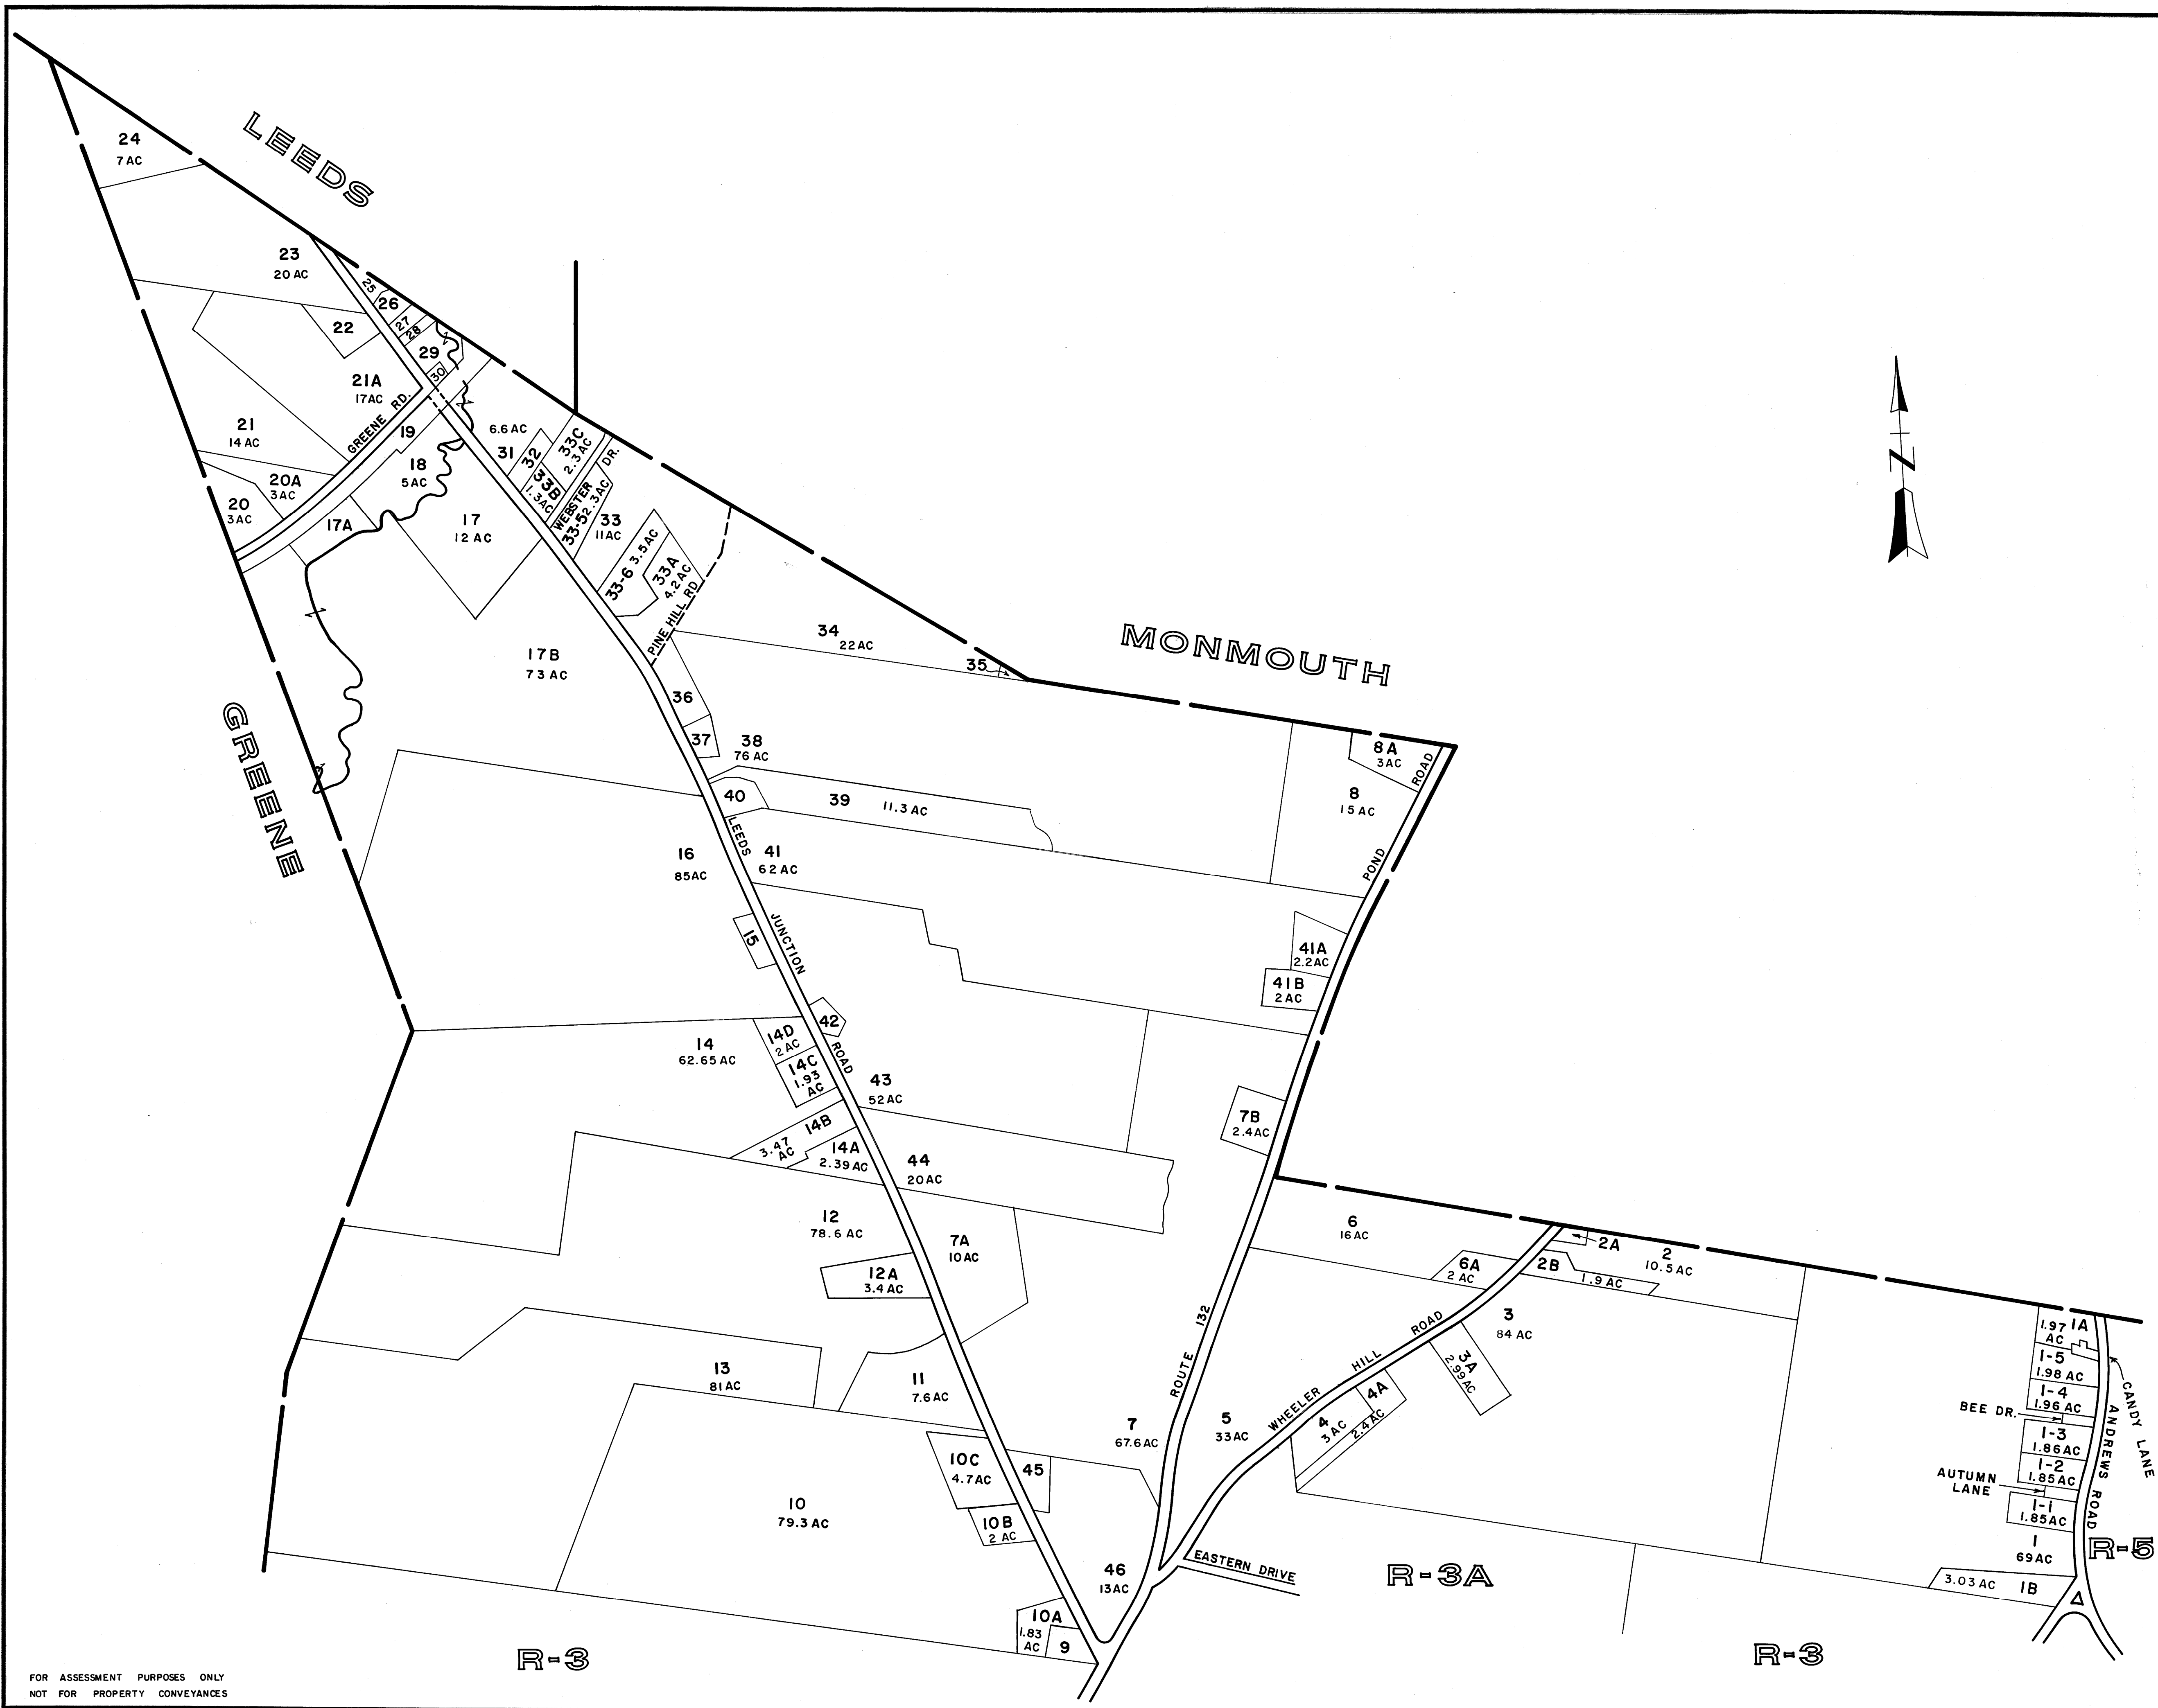 LEEDS
24
7 AC
23
20 AC
25
26
27
28
22
29
30
21A
17AC
GREENE RD.
19
21
14 AC
18
5 AC
20A
3 AC
20
3 AC
17A
17
12 AC
6.6 AC
31
32
33C
2.3 AC
33B
1.3 AC
WEBSTER DR.
33-5 2.3 AC
33
11 AC
33-6 3.5 AC
33A
4.2 AC
PINE HILL RD
17B
73 AC
34
22 AC
35
MONMOUTH
GREENE
36
37
38
76 AC
8A
3 AC
8
15 AC
40
39 11.3 AC
16
85 AC
41
62 AC
15
41A
2.2 AC
41B
2 AC
LEEDS JUNCTION ROAD
POND ROAD
42
14
62.65 AC
14D
2 AC
14C
1.93
AC
43
52 AC
14B
3.47
AC
14A
2.39 AC
7B
2.4 AC
44
20 AC
12
78.6 AC
7A
10 AC
12A
3.4 AC
6
16 AC
6A
2 AC
2A
2
10.5 AC
2B
1.9 AC
ROUTE 132
WHEELER HILL ROAD
3
84 AC
3A
2.99 AC
13
81 AC
11
7.6 AC
4A
2.4 AC
4
3 AC
7
67.6 AC
5
33 AC
1A
1.97
AC
1-5
1.98 AC
1-4
1.96 AC
BEE DR.
1-3
1.86 AC
1-2
1.85 AC
AUTUMN
LANE
1-1
1.85 AC
CANDY LANE
ANDREWS ROAD
1
69 AC
R-5
3.03 AC 1B
10C
4.7 AC
45
10
79.3 AC
10B
2 AC
46
13 AC
EASTERN DRIVE
R-3A
10A
1.83
AC
9
R-3
R-3
N
FOR ASSESSMENT PURPOSES ONLY
NOT FOR PROPERTY CONVEYANCES